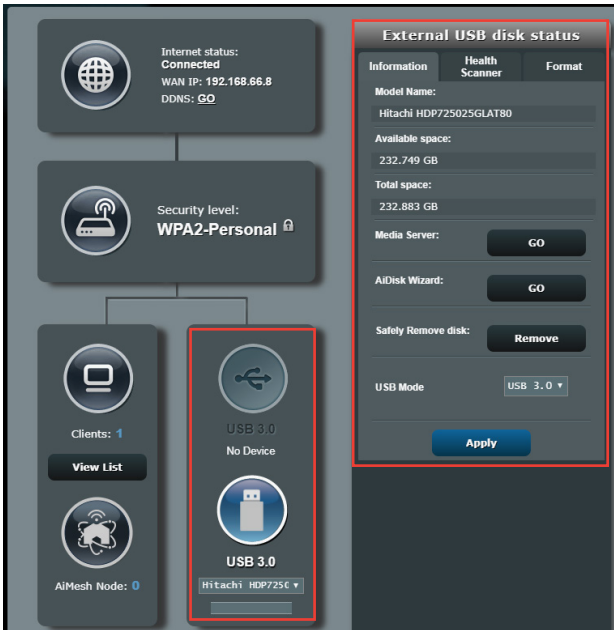 Internet status:
Connected
WAN IP: 192.168.66.8
DDNS: GO
Security level:
WPA2-Personal
Clients: 1
View List
AiMesh Node: 0
USB 3.0
No Device
USB 3.0
Hitachi HDP7250
External USB disk status
Information
Health
Scanner
Format
Model Name:
Hitachi HDP725025GLAT80
Available space:
232.749 GB
Total space:
232.883 GB
Media Server:
GO
AiDisk Wizard:
GO
Safely Remove disk:
Remove
USB Mode
USB 3.0
Apply